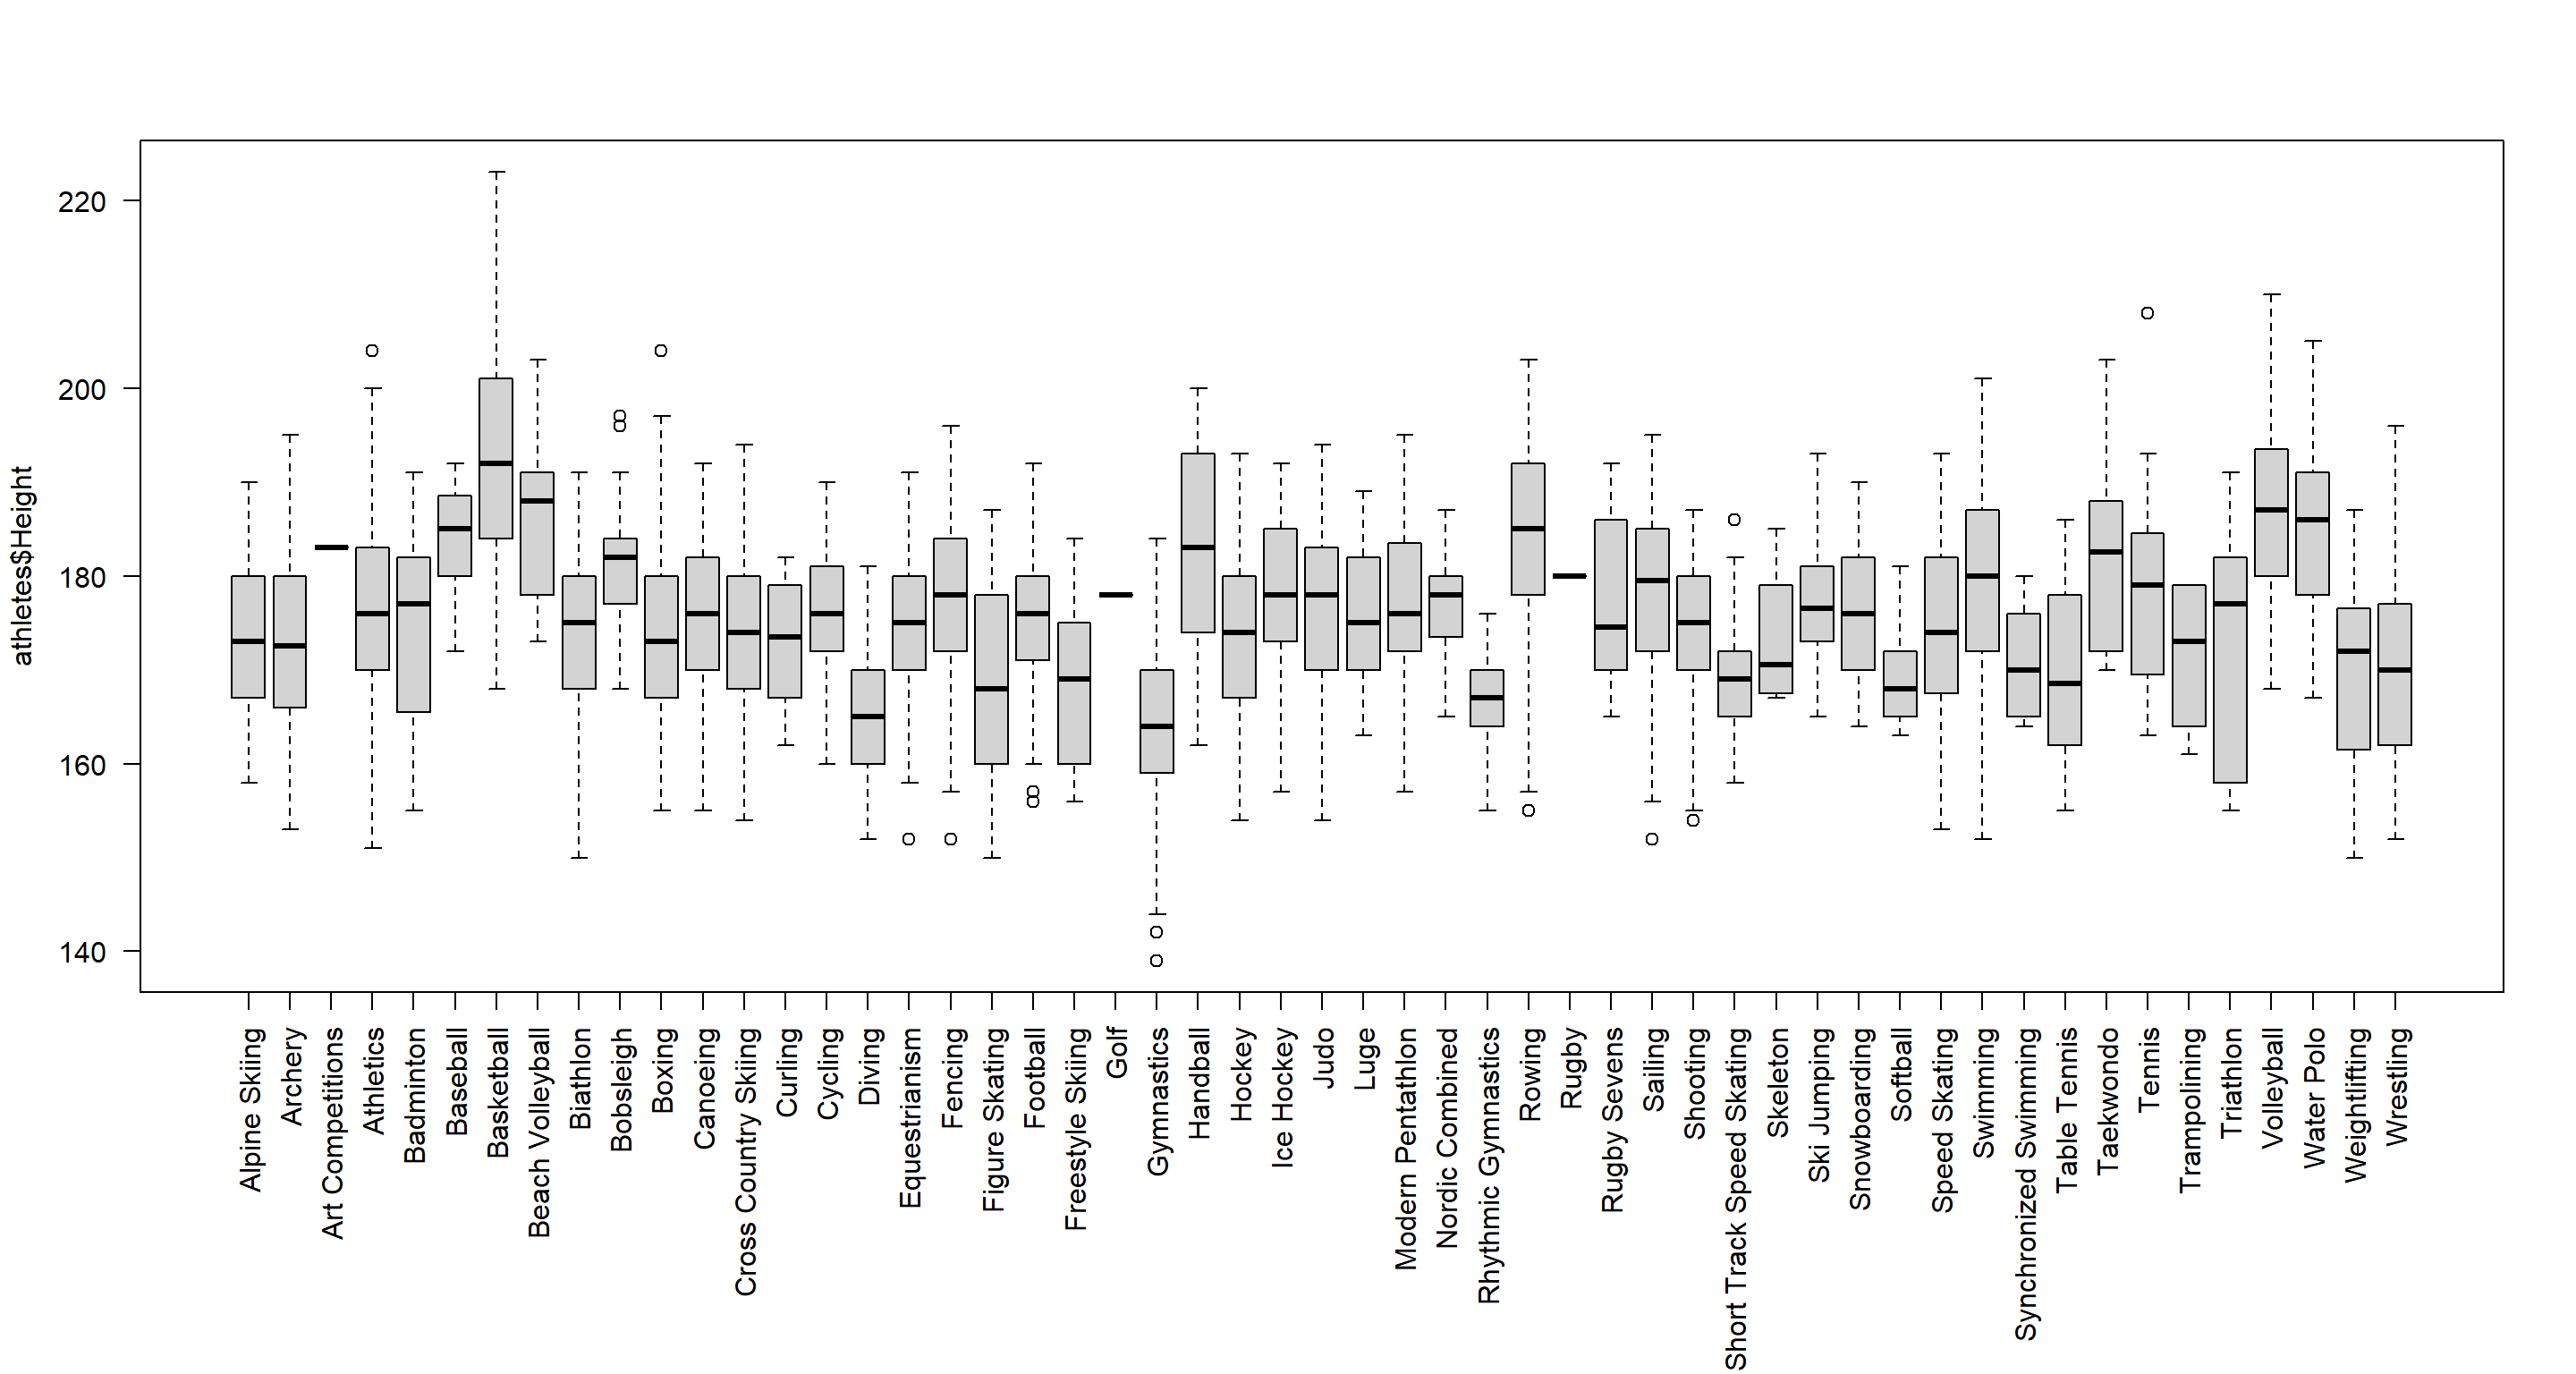 athletes$Height
220
200
180
160
140
Alpine Skiing
Archery
Art Competitions
Athletics
Badminton
Baseball
Basketball
Beach Volleyball
Biathlon
Bobsleigh
Boxing
Canoeing
Cross Country Skiing
Curling
Cycling
Diving
Equestrianism
Fencing
Figure Skating
Football
Freestyle Skiing
Golf
Gymnastics
Handball
Hockey
Ice Hockey
Judo
Luge
Modern Pentathlon
Nordic Combined
Rhythmic Gymnastics
Rowing
Rugby
Rugby Sevens
Sailing
Shooting
Short Track Speed Skating
Skeleton
Ski Jumping
Snowboarding
Softball
Speed Skating
Swimming
Synchronized Swimming
Table Tennis
Taekwondo
Tennis
Trampolining
Triathlon
Volleyball
Water Polo
Weightlifting
Wrestling